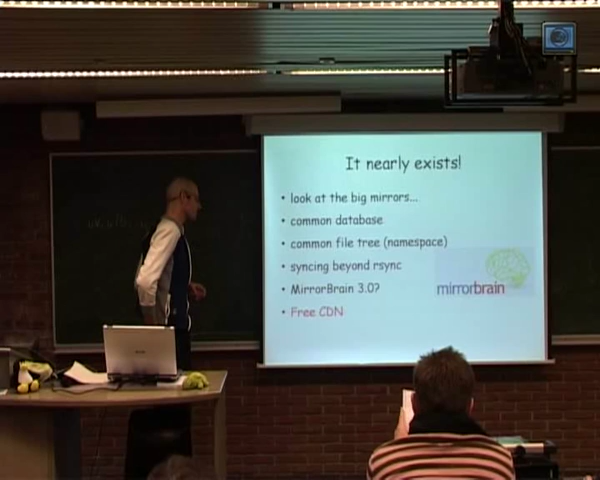 It nearly exists!
• look at the big mirrors...
• common database
• common file tree (namespace)
• syncing beyond rsync
• MirrorBrain 3.0?
mirrorbrain
• Free CDN